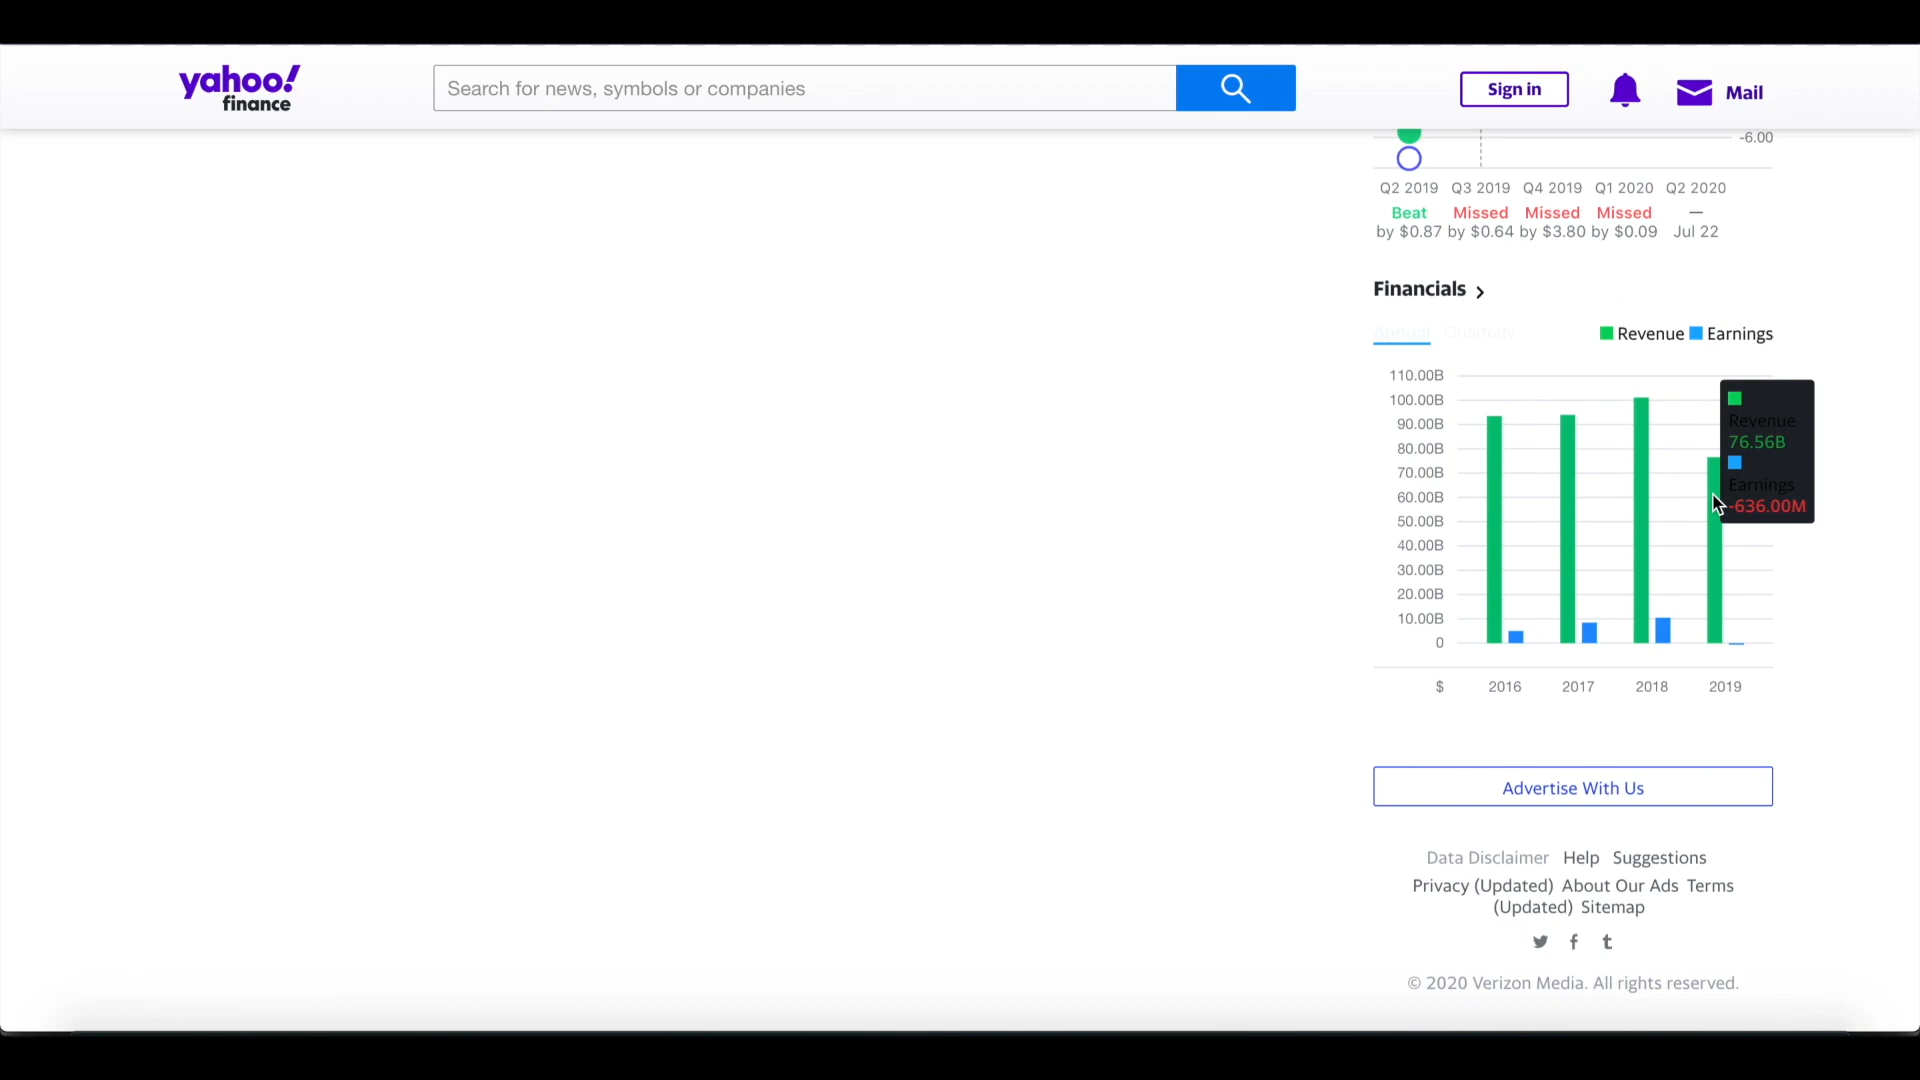 yahoo!
finance
Search for news, symbols or companies
Sign in
Mail
-6.00
Q2 2019 Q3 2019 Q4 2019 Q1 2020 Q2 2020
Beat Missed Missed Missed —
by $0.87 by $0.64 by $3.80 by $0.09 Jul 22
Financials
Annual Quarterly
Revenue Earnings
110.00B
100.00B
90.00B
80.00B
70.00B
60.00B
50.00B
40.00B
30.00B
20.00B
10.00B
0
Revenue
76.56B
Earnings
-636.00M
$ 2016 2017 2018 2019
Advertise With Us
Data Disclaimer Help Suggestions
Privacy (Updated) About Our Ads Terms
(Updated) Sitemap
© 2020 Verizon Media. All rights reserved.